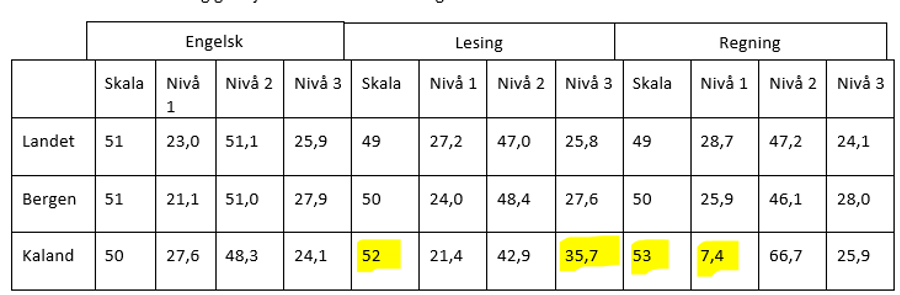 Engelsk Lesing Regning
Skala Nivå 1 Nivå 2 Nivå 3 Skala Nivå 1 Nivå 2 Nivå 3 Skala Nivå 1 Nivå 2 Nivå 3
Landet 51 23,0 51,1 25,9 49 27,2 47,0 25,8 49 28,7 47,2 24,1
Bergen 51 21,1 51,0 27,9 50 24,0 48,4 27,6 50 25,9 46,1 28,0
Kaland 50 27,6 48,3 24,1 52 21,4 42,9 35,7 53 7,4 66,7 25,9